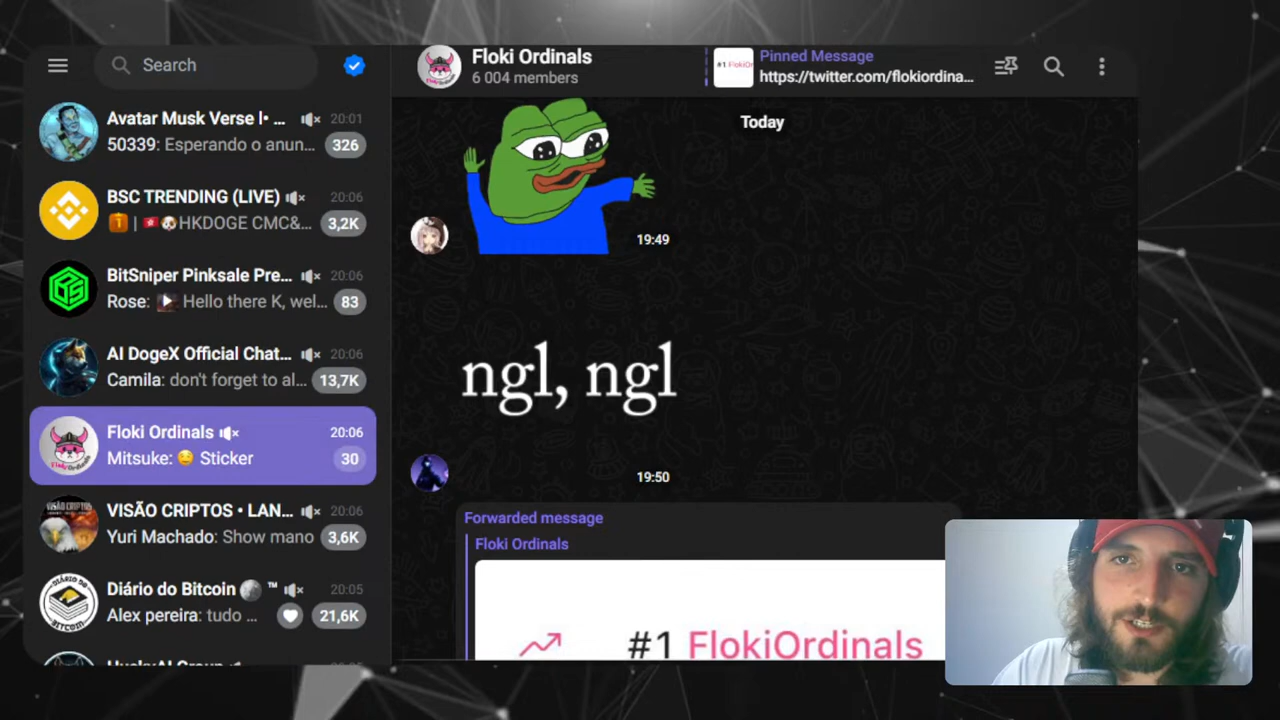 Search
Avatar Musk Verse l• ...
20:01
50339: Esperando o anun...
326
BSC TRENDING (LIVE)
20:06
HKDOGE CMC&...
3,2K
BitSniper Pinksale Pre...
20:06
Rose: Hello there K, wel...
83
AI DogeX Official Chat...
20:06
Camila: don't forget to al...
13,7K
Floki Ordinals
20:06
Mitsuke: 🤤 Sticker
30
VISÃO CRIPTOS • LAN...
20:06
Yuri Machado: Show mano
3,6K
Diário do Bitcoin ™
20:05
Alex pereira: tudo ...
21,6K
Floki Ordinals
6 004 members
Pinned Message
https://twitter.com/flokiordina...
Today
19:49
ngl, ngl
19:50
Forwarded message
Floki Ordinals
#1 FlokiOrdinals